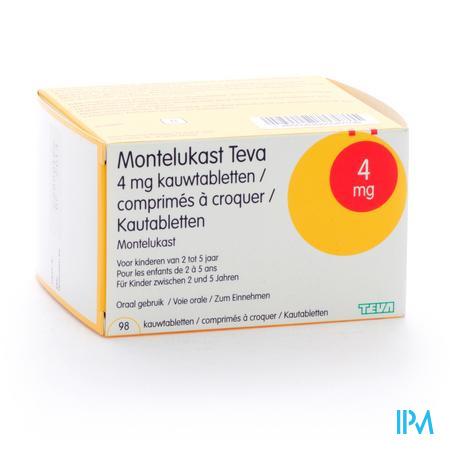 Montelukast Teva
4 mg kauwtabletten /
comprimés à croquer /
Kautabletten
Montelukast
Voor kinderen van 2 tot 5 jaar
Pour les enfants de 2 à 5 ans
Für Kinder zwischen 2 und 5 Jahren
Oraal gebruik / Voie orale / Zum Einnehmen
98 kauwtabletten / comprimés à croquer / Kautabletten
4
mg
TEVA
IPM